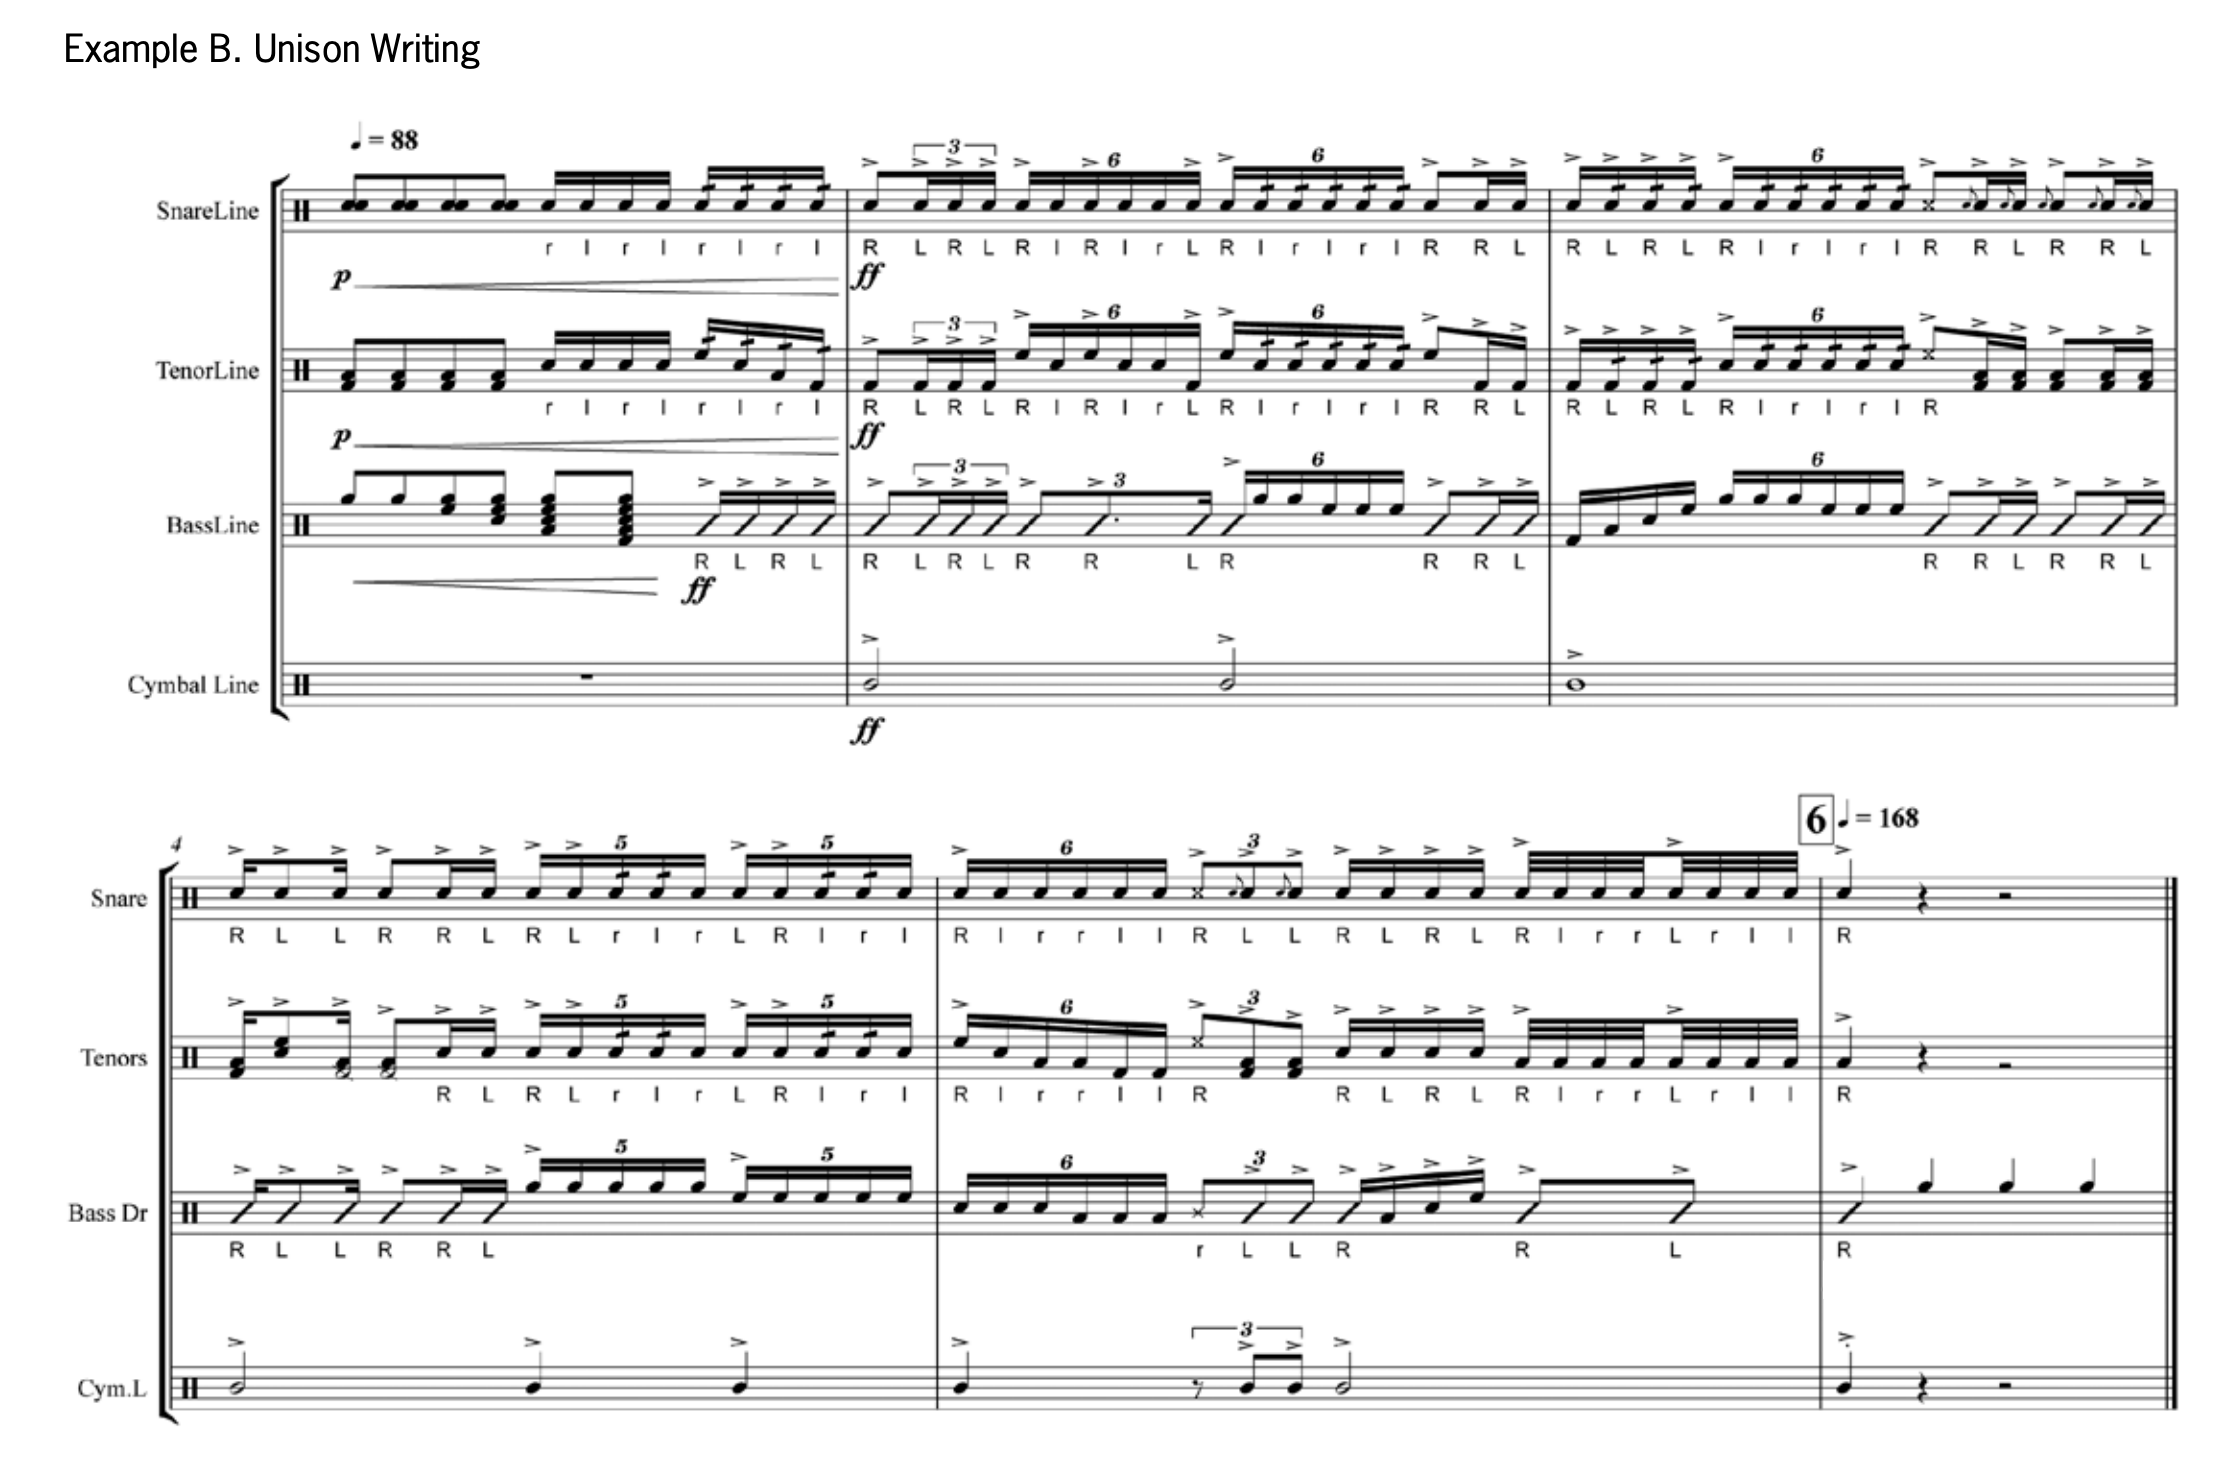 Example B. Unison Writing
♩ = 88
3 6 6 6
SnareLine
r l r l r l r l R L R L R l R l r L R l r l r l R R L R L R L R l r l r l R R L R R L
p ff
3 6 6 6
TenorLine
r l r l r l r l R L R L R l R l r L R l r l r l R R L R L R L R l r l r l R
p ff
3 3 6 6
BassLine
R L R L R L R L R R L R R R L R R L R R L
ff
Cymbal Line
ff
6 ♩ = 168
4 5 5 6 3
Snare
R L L R R L R L r l r L R l r l R l r r l l R L L R L R L R l r r L r l l R
5 5 6 3
Tenors
R L R L r l r L R l r l R l r r l l R R L R L R l r r L r l l R
5 5 6 3
Bass Dr
R L L R R L r L L R R L R
3
Cym.L